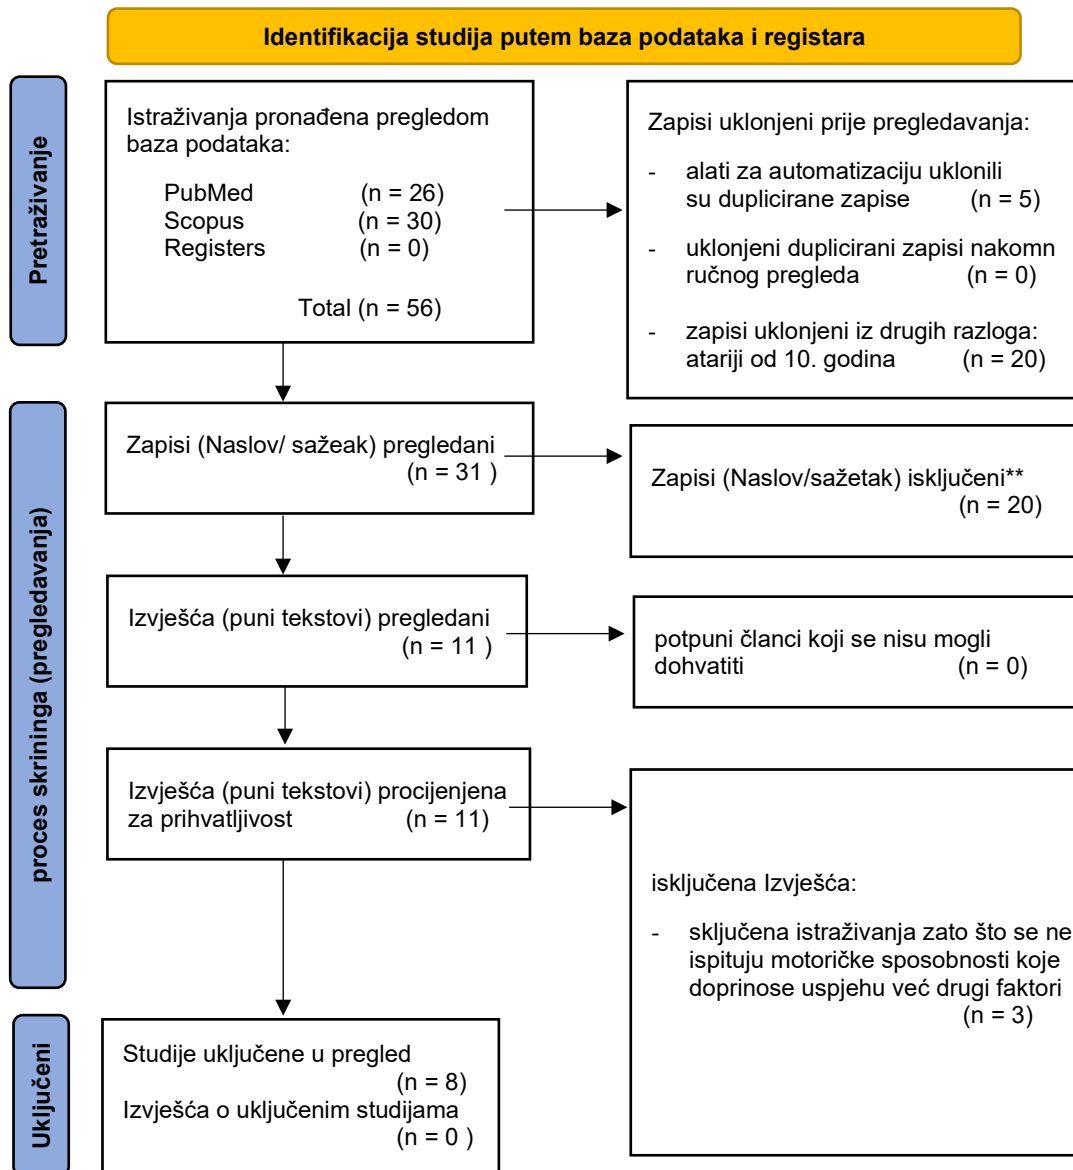 Identifikacija studija putem baza podataka i registara
Pretraživanje
Istraživanja pronađena pregledom
baza podataka:
PubMed (n = 26)
Scopus (n = 30)
Registers (n = 0)
Total (n = 56)
Zapisi uklonjeni prije pregledavanja:
- alati za automatizaciju uklonili
su duplicirane zapise (n = 5)
- uklonjeni duplicirani zapisi nakomn
ručnog pregleda (n = 0)
- zapisi uklonjeni iz drugih razloga:
atariji od 10. godina (n = 20)
proces skrininga (pregledavanja)
Zapisi (Naslov/ sažeak) pregledani
(n = 31 )
Zapisi (Naslov/sažetak) isključeni**
(n = 20)
Izvješća (puni tekstovi) pregledani
(n = 11 )
potpuni članci koji se nisu mogli
dohvatiti (n = 0)
Izvješća (puni tekstovi) procijenjena
za prihvatljivost (n = 11)
isključena Izvješća:
- sključena istraživanja zato što se ne
ispituju motoričke sposobnosti koje
doprinose uspjehu već drugi faktori
(n = 3)
Uključeni
Studije uključene u pregled
(n = 8)
Izvješća o uključenim studijama
(n = 0 )